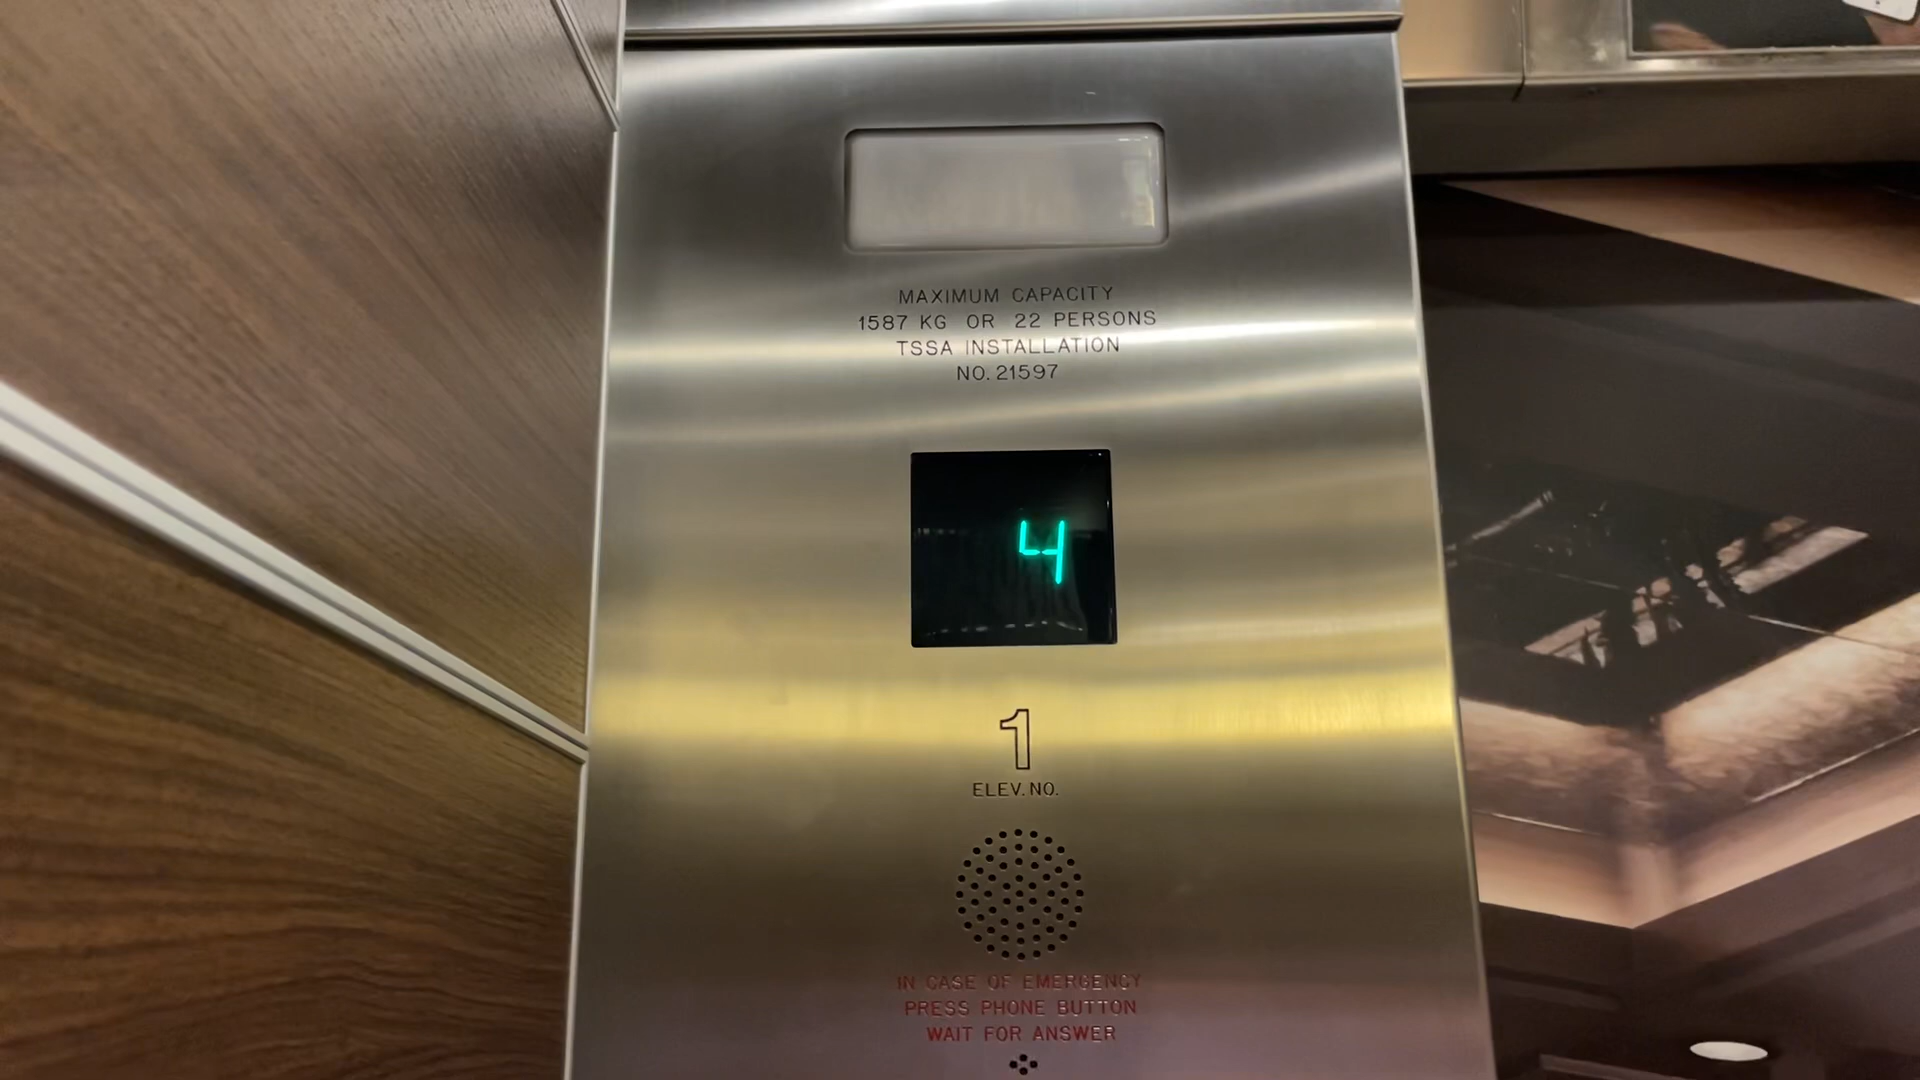 MAXIMUM CAPACITY
1587 KG OR 22 PERSONS
TSSA INSTALLATION
NO. 21597
4
1
ELEV. NO.
IN CASE OF EMERGENCY
PRESS PHONE BUTTON
WAIT FOR ANSWER